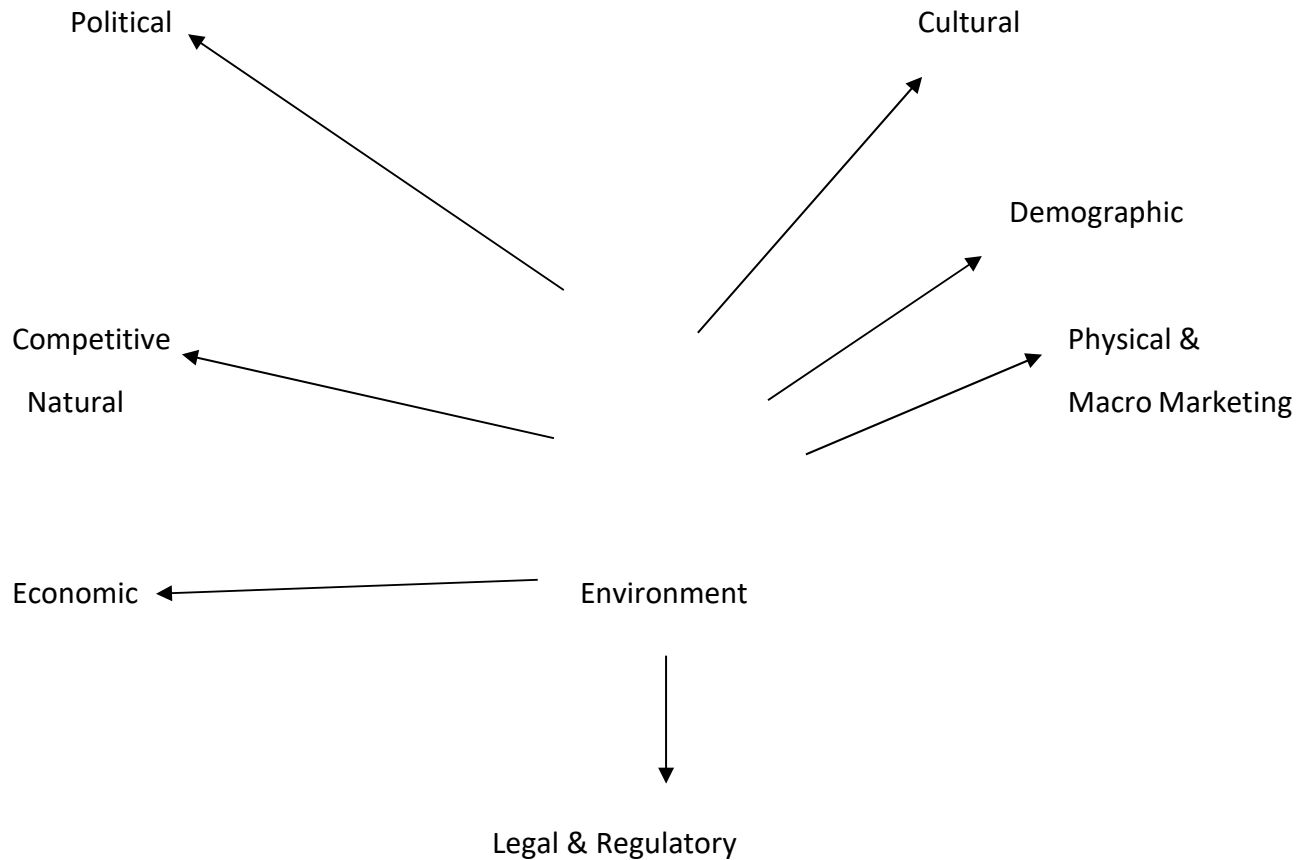 Political
Cultural
Demographic
Competitive
Physical &
Natural
Macro Marketing
Economic
Environment
Legal & Regulatory